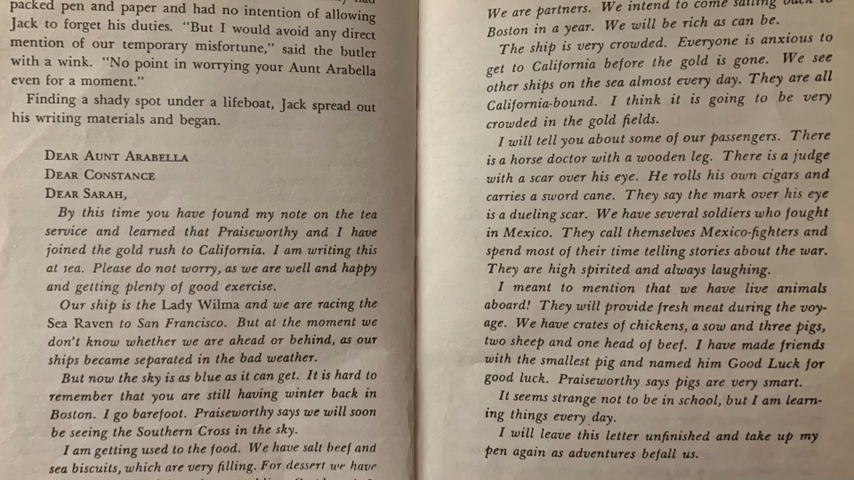 packed pen and paper and had no intention of allowing
Jack to forget his duties. "But I would avoid any direct
mention of our temporary misfortune," said the butler
with a wink. "No point in worrying your Aunt Arabella
even for a moment."
Finding a shady spot under a lifeboat, Jack spread out
his writing materials and began.
DEAR AUNT ARABELLA
DEAR CONSTANCE
DEAR SARAH,
By this time you have found my note on the tea
service and learned that Praiseworthy and I have
joined the gold rush to California. I am writing this
at sea. Please do not worry, as we are well and happy
and getting plenty of good exercise.
Our ship is the Lady Wilma and we are racing the
Sea Raven to San Francisco. But at the moment we
don't know whether we are ahead or behind, as our
ships became separated in the bad weather.
But now the sky is as blue as it can get. It is hard to
remember that you are still having winter back in
Boston. I go barefoot. Praiseworthy says we will soon
be seeing the Southern Cross in the sky.
I am getting used to the food. We have salt beef and
sea biscuits, which are very filling. For dessert we have
We are partners. We intend to come sailing back to
Boston in a year. We will be rich as can be.
The ship is very crowded. Everyone is anxious to
get to California before the gold is gone. We see
other ships on the sea almost every day. They are all
California-bound. I think it is going to be very
crowded in the gold fields.
I will tell you about some of our passengers. There
is a horse doctor with a wooden leg. There is a judge
with a scar over his eye. He rolls his own cigars and
carries a sword cane. They say the mark over his eye
is a dueling scar. We have several soldiers who fought
in Mexico. They call themselves Mexico-fighters and
spend most of their time telling stories about the war.
They are high spirited and always laughing.
I meant to mention that we have live animals
aboard! They will provide fresh meat during the voy-
age. We have crates of chickens, a sow and three pigs,
two sheep and one head of beef. I have made friends
with the smallest pig and named him Good Luck for
good luck. Praiseworthy says pigs are very smart.
It seems strange not to be in school, but I am learn-
ing things every day.
I will leave this letter unfinished and take up my
pen again as adventures befall us.